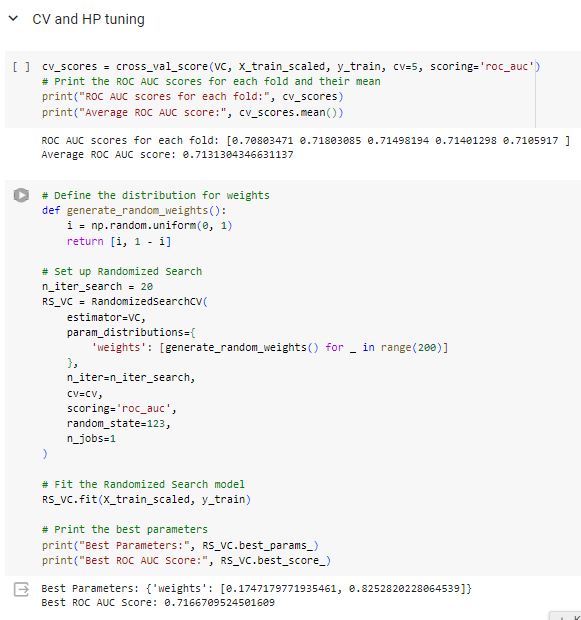 CV and HP tuning
[ ] cv_scores = cross_val_score(VC, X_train_scaled, y_train, cv=5, scoring='roc_auc')
# Print the ROC AUC scores for each fold and their mean
print("ROC AUC scores for each fold:", cv_scores)
print("Average ROC AUC score:", cv_scores.mean())
ROC AUC scores for each fold: [0.70803471 0.71803085 0.71498194 0.71401298 0.7105917 ]
Average ROC AUC score: 0.7131304346631137
# Define the distribution for weights
def generate_random_weights():
    i = np.random.uniform(0, 1)
    return [i, 1 - i]
# Set up Randomized Search
n_iter_search = 20
RS_VC = RandomizedSearchCV(
    estimator=VC,
    param_distributions={
        'weights': [generate_random_weights() for _ in range(200)]
    },
    n_iter=n_iter_search,
    cv=cv,
    scoring='roc_auc',
    random_state=123,
    n_jobs=1
)
# Fit the Randomized Search model
RS_VC.fit(X_train_scaled, y_train)
# Print the best parameters
print("Best Parameters:", RS_VC.best_params_)
print("Best ROC AUC Score:", RS_VC.best_score_)
Best Parameters: {'weights': [0.1747179771935461, 0.8252820228064539]}
Best ROC AUC Score: 0.7166709524501609